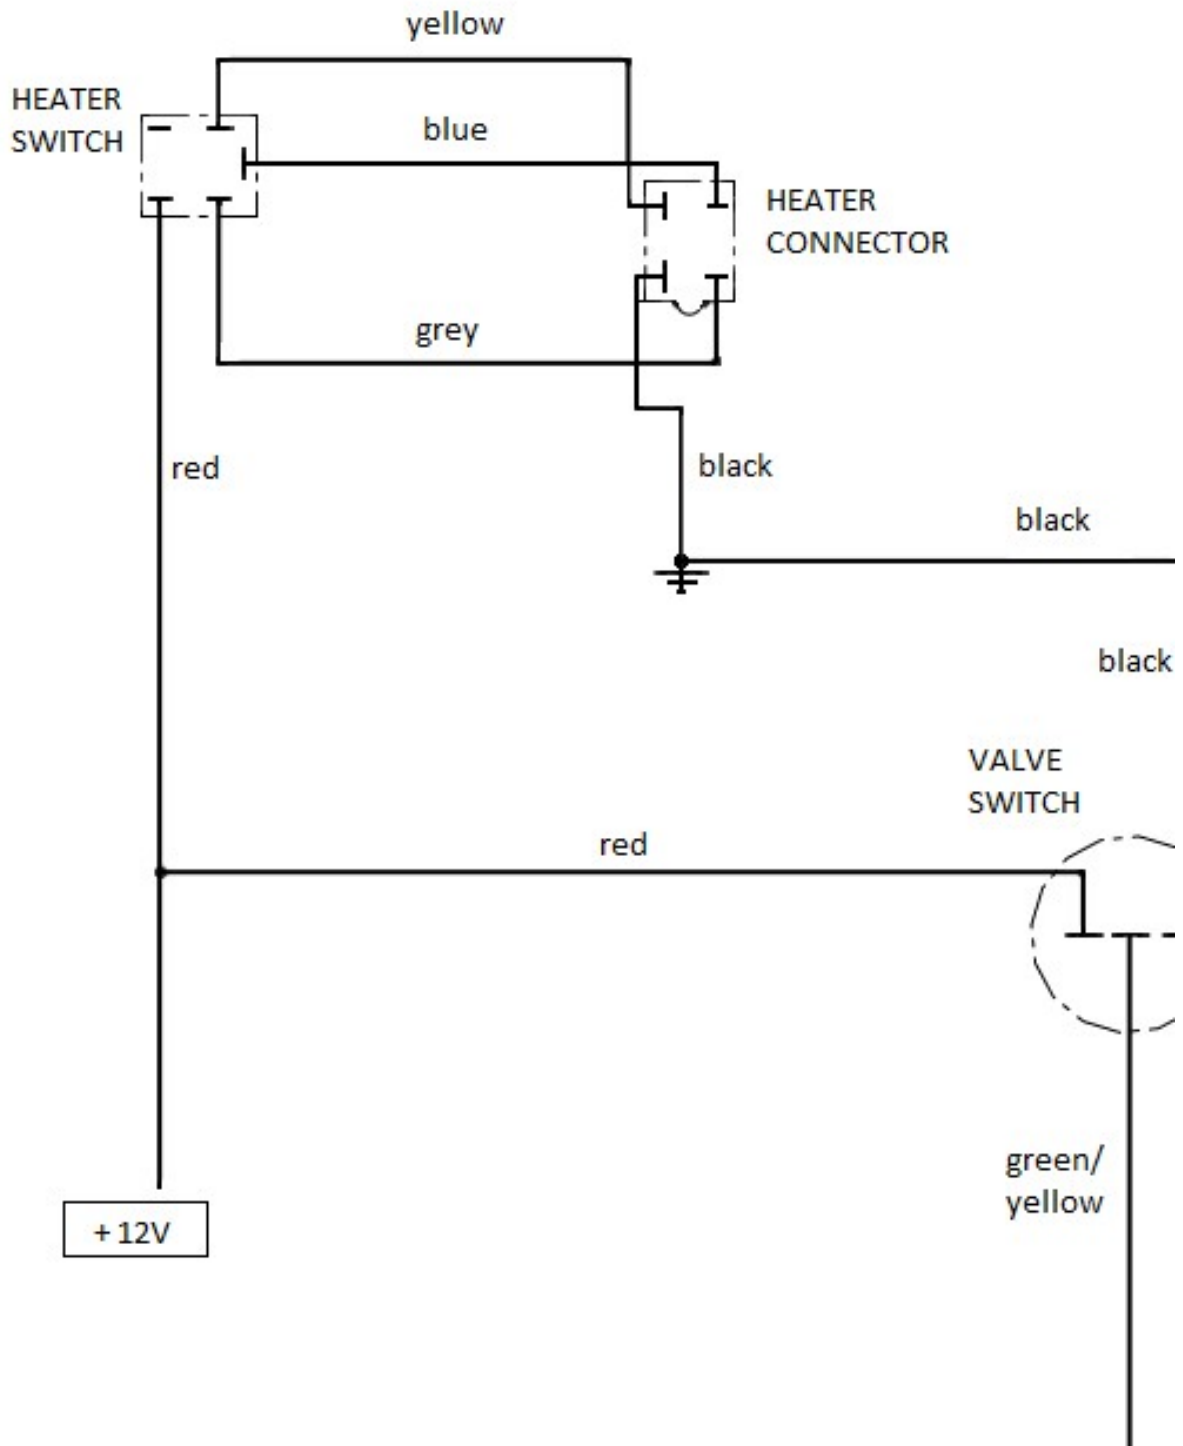 yellow
HEATER
SWITCH
blue
HEATER
CONNECTOR
grey
red
black
black
black
VALVE
SWITCH
red
green/
yellow
+ 12V